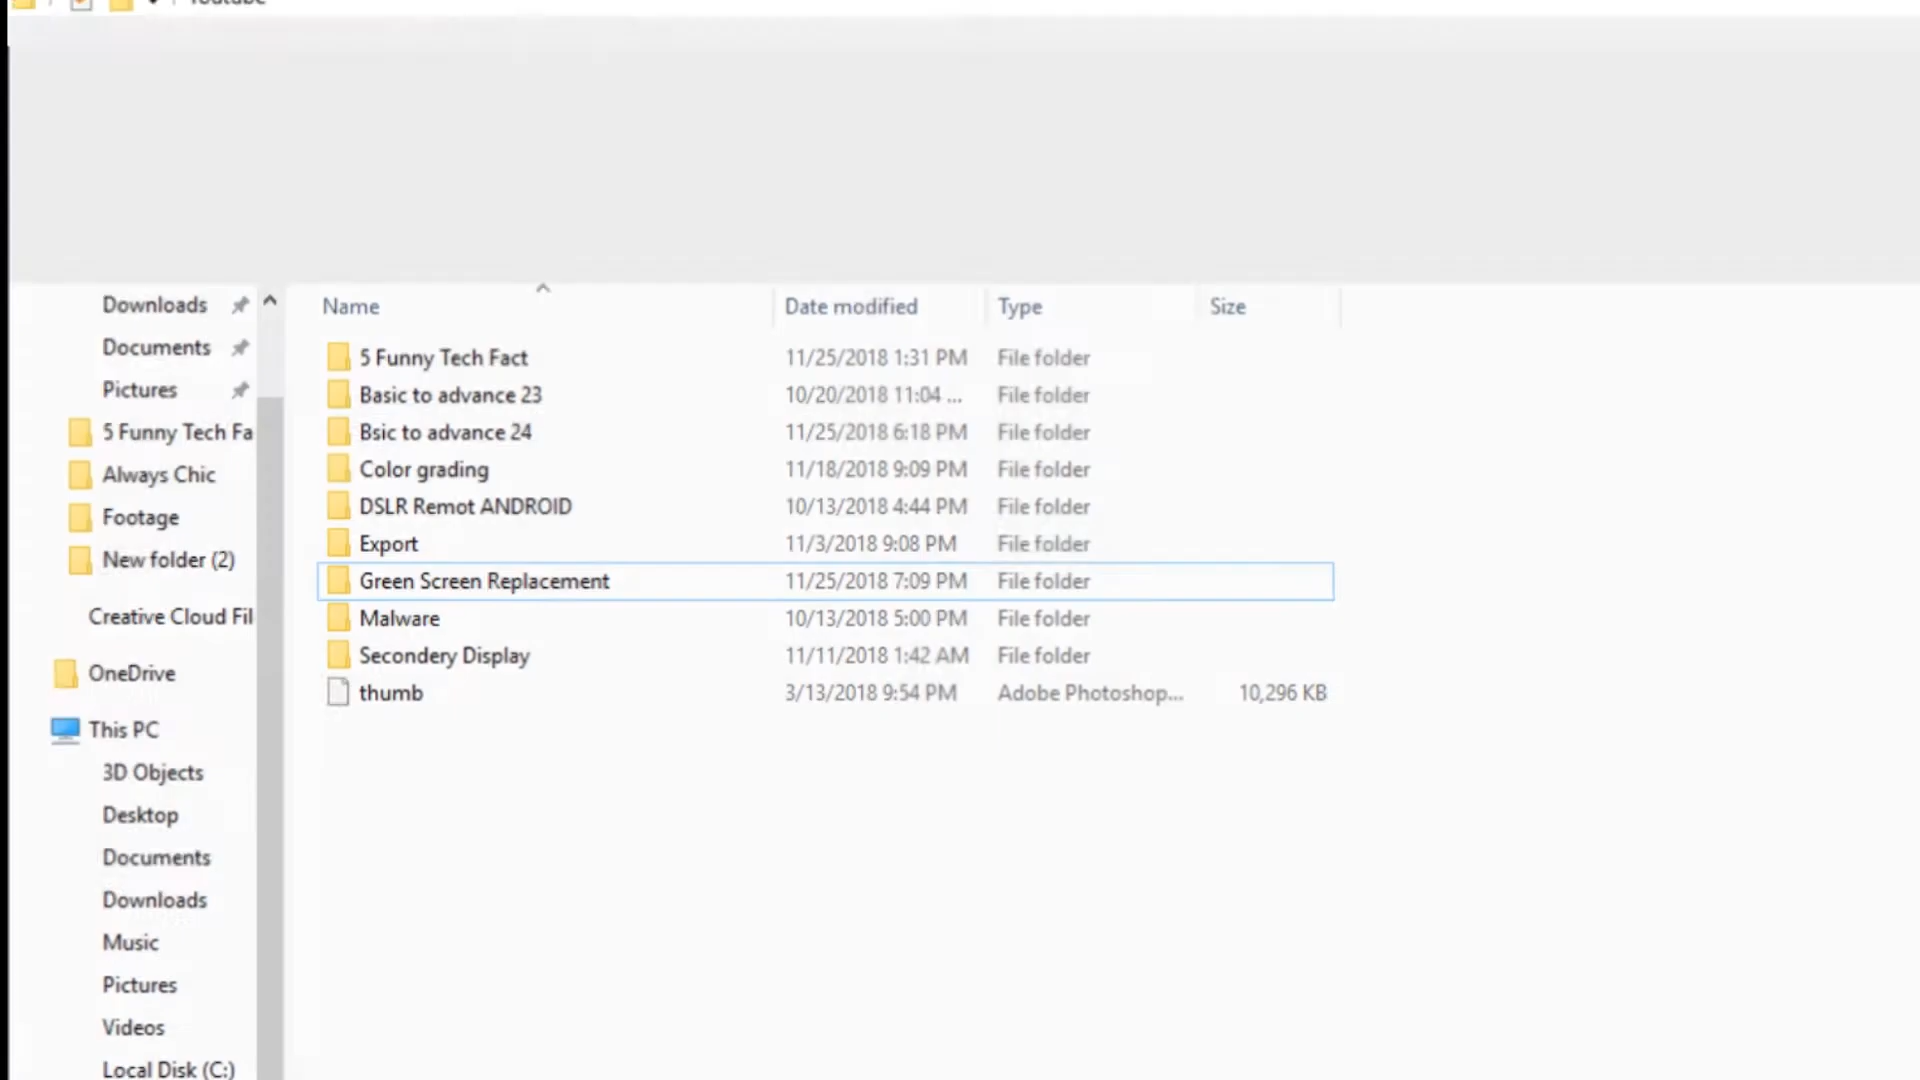 Youtube
Name Date modified Type Size
Downloads
Documents
Pictures
5 Funny Tech Fa
Always Chic
Footage
New folder (2)
Creative Cloud Fil
OneDrive
This PC
3D Objects
Desktop
Documents
Downloads
Music
Pictures
Videos
Local Disk (C:)
5 Funny Tech Fact 11/25/2018 1:31 PM File folder
Basic to advance 23 10/20/2018 11:04 ... File folder
Bsic to advance 24 11/25/2018 6:18 PM File folder
Color grading 11/18/2018 9:09 PM File folder
DSLR Remot ANDROID 10/13/2018 4:44 PM File folder
Export 11/3/2018 9:08 PM File folder
Green Screen Replacement 11/25/2018 7:09 PM File folder
Malware 10/13/2018 5:00 PM File folder
Secondery Display 11/11/2018 1:42 AM File folder
thumb 3/13/2018 9:54 PM Adobe Photoshop... 10,296 KB